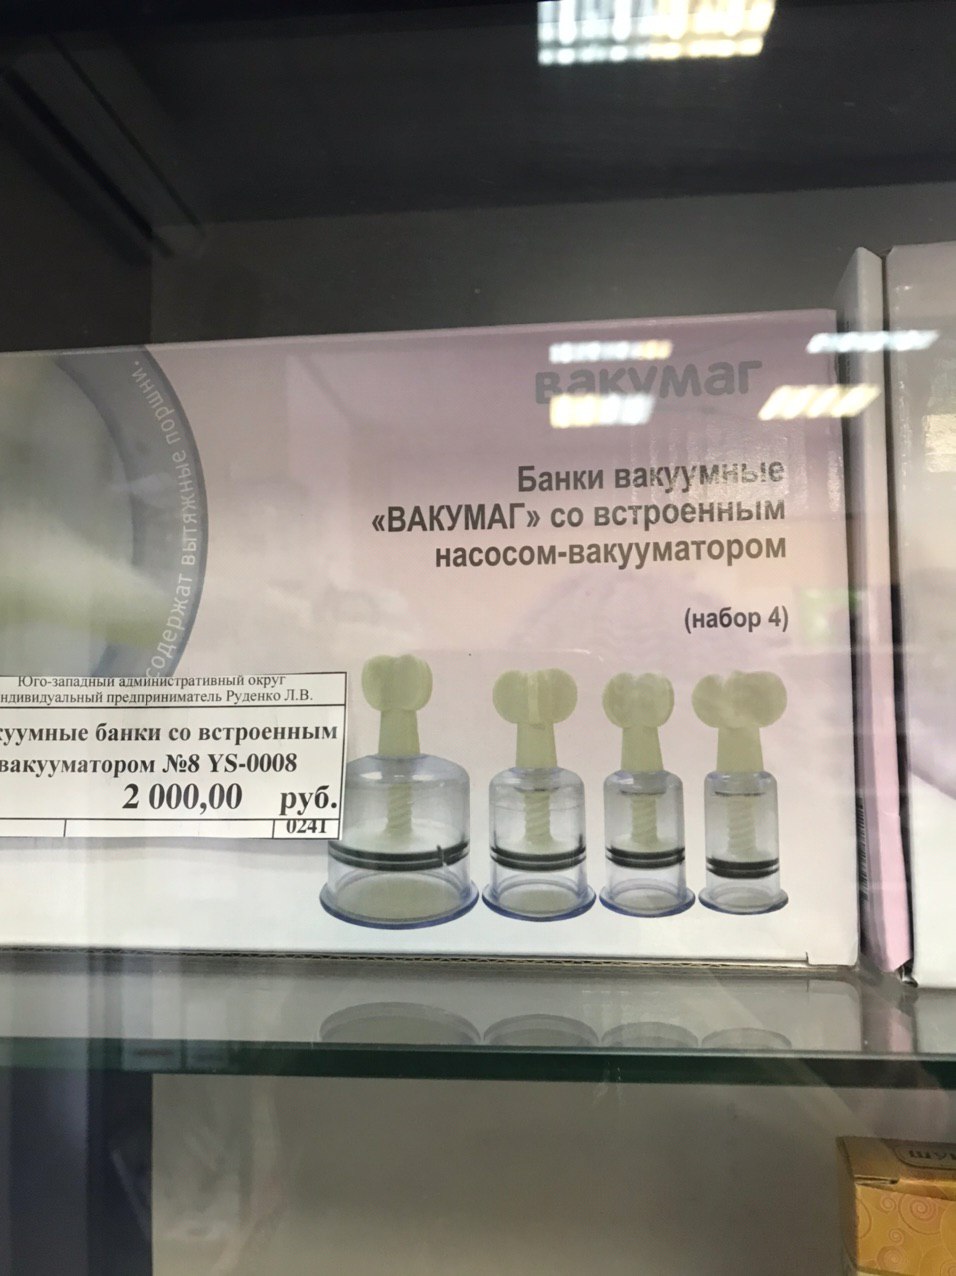 содержат вытяжные поршни.
вакумаг
Банки вакуумные
«ВАКУМАГ» со встроенным
насосом-вакууматором
(набор 4)
Юго-западный административный округ
ндивидуальный предприниматель Руденко Л.В.
куумные банки со встроенным
вакууматором №8 YS-0008
2 000,00 руб.
0241